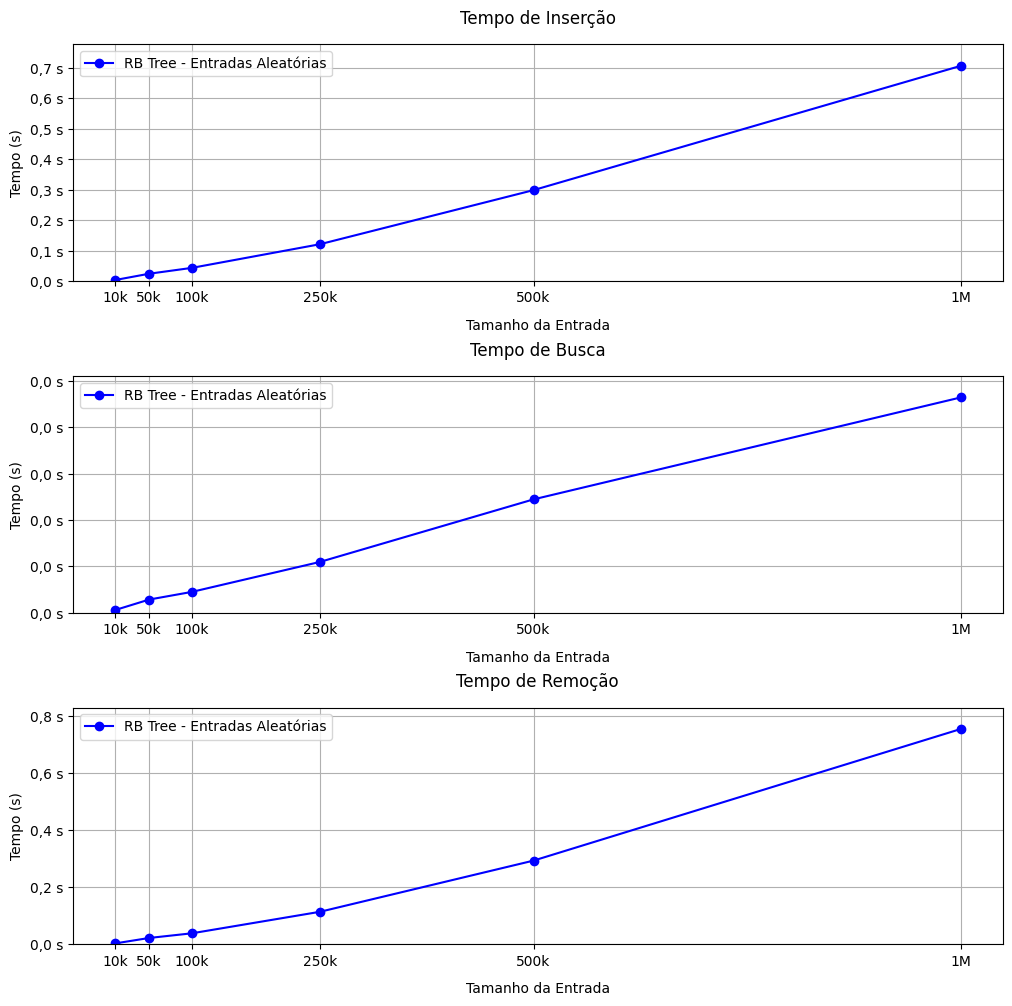 Tempo de Inserção
RB Tree - Entradas Aleatórias
Tempo (s)
0,7 s
0,6 s
0,5 s
0,4 s
0,3 s
0,2 s
0,1 s
0,0 s
10k 50k 100k 250k 500k 1M
Tamanho da Entrada
Tempo de Busca
RB Tree - Entradas Aleatórias
Tempo (s)
0,0 s
0,0 s
0,0 s
0,0 s
0,0 s
0,0 s
10k 50k 100k 250k 500k 1M
Tamanho da Entrada
Tempo de Remoção
RB Tree - Entradas Aleatórias
Tempo (s)
0,8 s
0,6 s
0,4 s
0,2 s
0,0 s
10k 50k 100k 250k 500k 1M
Tamanho da Entrada